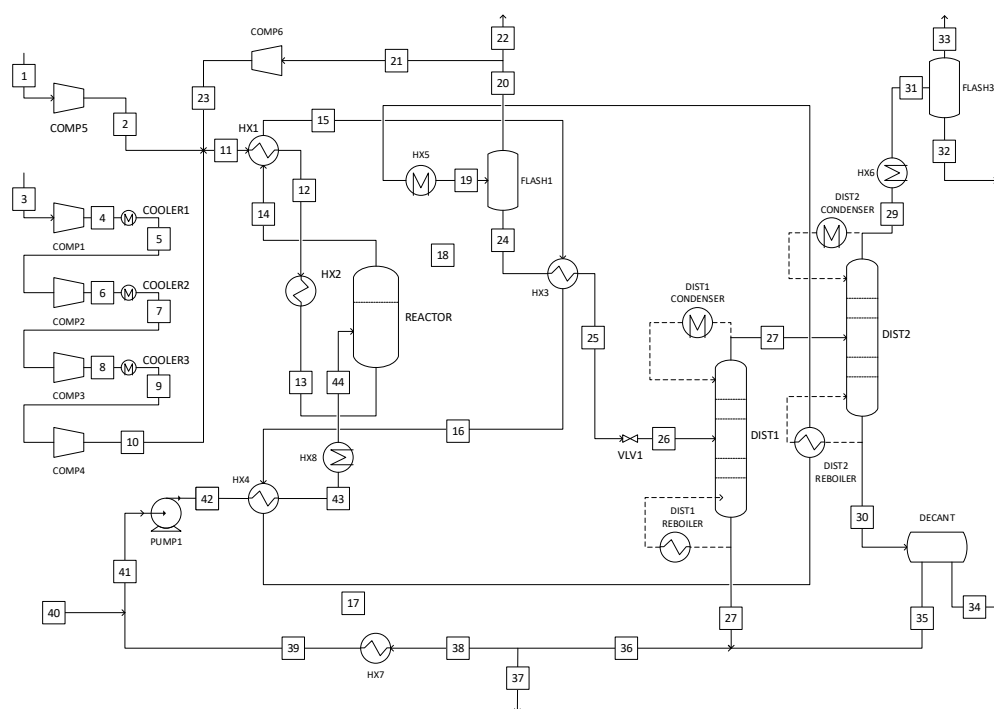 COMP6
22
33
1
21
20
31
FLASH3
23
COMP5
2
HX1
15
11
HX5
19
FLASH1
32
HX6
3
4
COOLER1
12
DIST2
CONDENSER
29
14
5
COMP1
24
18
HX2
HX3
6
COOLER2
7
COMP2
REACTOR
DIST1
CONDENSER
27
DIST2
25
8
COOLER3
9
COMP3
13
44
10
16
26
DIST1
VLV1
COMP4
HX8
DIST2
REBOILER
HX4
42
43
PUMP1
DIST1
REBOILER
30
DECANT
41
17
40
27
35
34
39
38
36
HX7
37